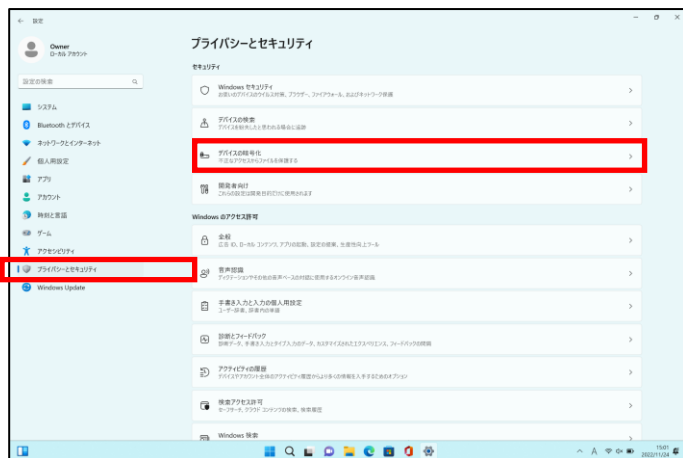 設定
Owner
ローカル アカウント
設定の検索
システム
Bluetooth とデバイス
ネットワークとインターネット
個人用設定
アプリ
アカウント
時刻と言語
ゲーム
アクセシビリティ
プライバシーとセキュリティ
Windows Update
プライバシーとセキュリティ
セキュリティ
Windows セキュリティ
お使いのデバイスのウイルス対策、ブラウザー、ファイアウォール、およびネットワーク保護
デバイスの検索
デバイスを紛失したと思われる場合に追跡
デバイスの暗号化
不正なアクセスからファイルを保護する
開発者向け
これらの設定は開発目的だけに使用されます
Windows のアクセス許可
全般
広告 ID、ローカル コンテンツ、アプリの起動、設定の提案、生産性向上ツール
音声認識
ディクテーションやその他の音声ベースの対話に使用するオンライン音声認識
手書き入力と入力の個人用設定
ユーザー辞書、辞書内の単語
診断とフィードバック
診断データ、手書き入力とタイプ入力のデータ、カスタマイズされたエクスペリエンス、フィードバックの間隔
アクティビティの履歴
デバイスやアカウント全体のアクティビティ履歴からより多くの情報を入手するためのオプション
検索アクセス許可
セーフサーチ、クラウド コンテンツの検索、検索履歴
Windows 検索
A
15:01
2022/11/24